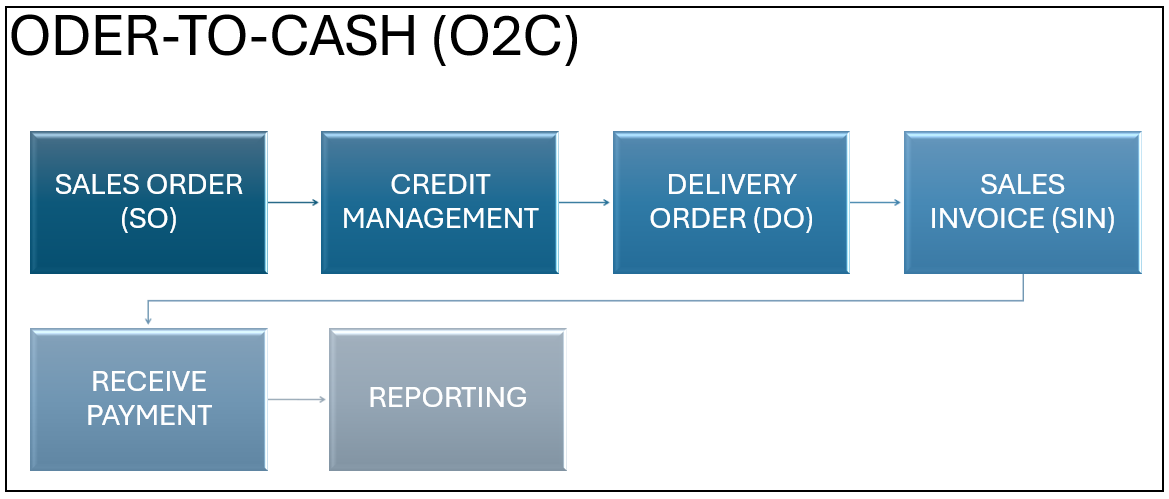 ODER-TO-CASH (O2C)
SALES ORDER
(SO)
CREDIT
MANAGEMENT
DELIVERY
ORDER (DO)
SALES
INVOICE (SIN)
RECEIVE
PAYMENT
REPORTING